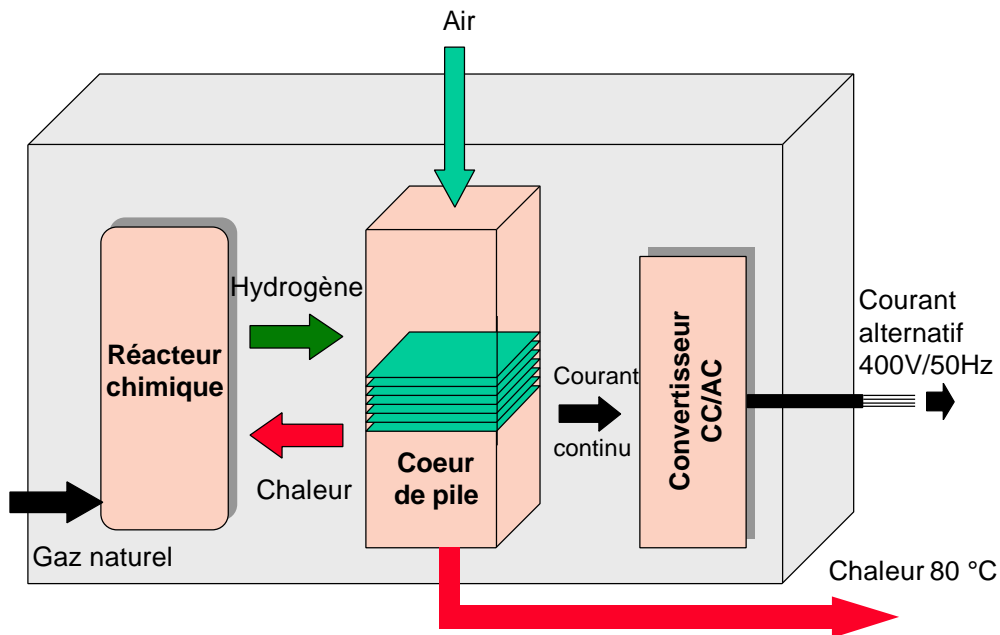 Air
Hydrogène
Réacteur
chimique
Chaleur
Gaz naturel
Coeur
de pile
Courant
continu
Convertisseur
CC/AC
Courant
alternatif
400V/50Hz
Chaleur 80 °C